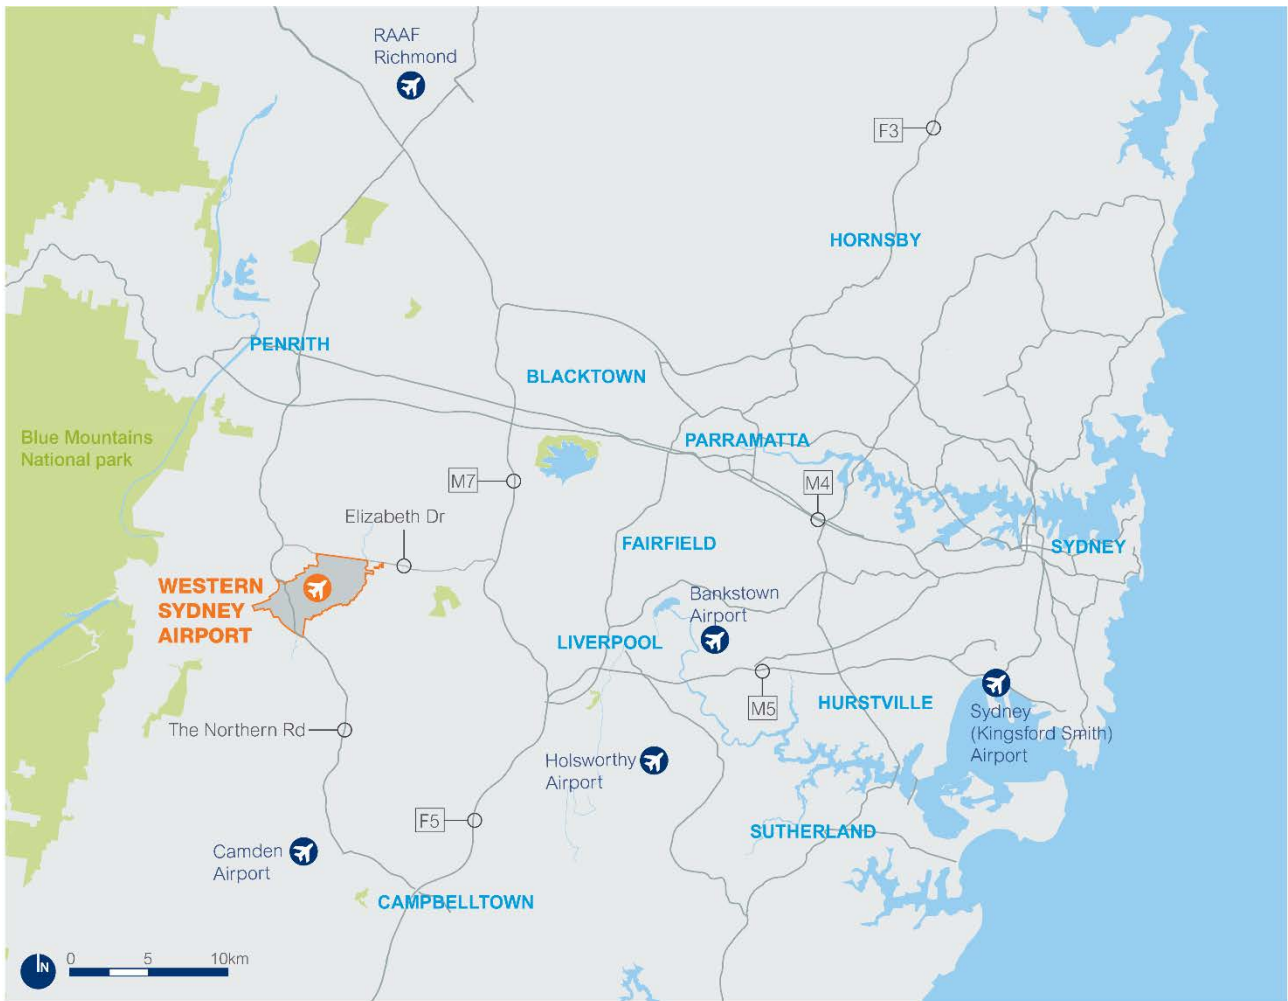 RAAF
Richmond
F3
HORNSBY
PENRITH
BLACKTOWN
Blue Mountains
National park
PARRAMATTA
M7
M4
Elizabeth Dr
FAIRFIELD
SYDNEY
WESTERN
SYDNEY
AIRPORT
Bankstown
Airport
LIVERPOOL
M5
HURSTVILLE
Sydney
(Kingsford Smith)
Airport
The Northern Rd
Holsworthy
Airport
F5
SUTHERLAND
Camden
Airport
CAMPBELLTOWN
N
0 5 10km